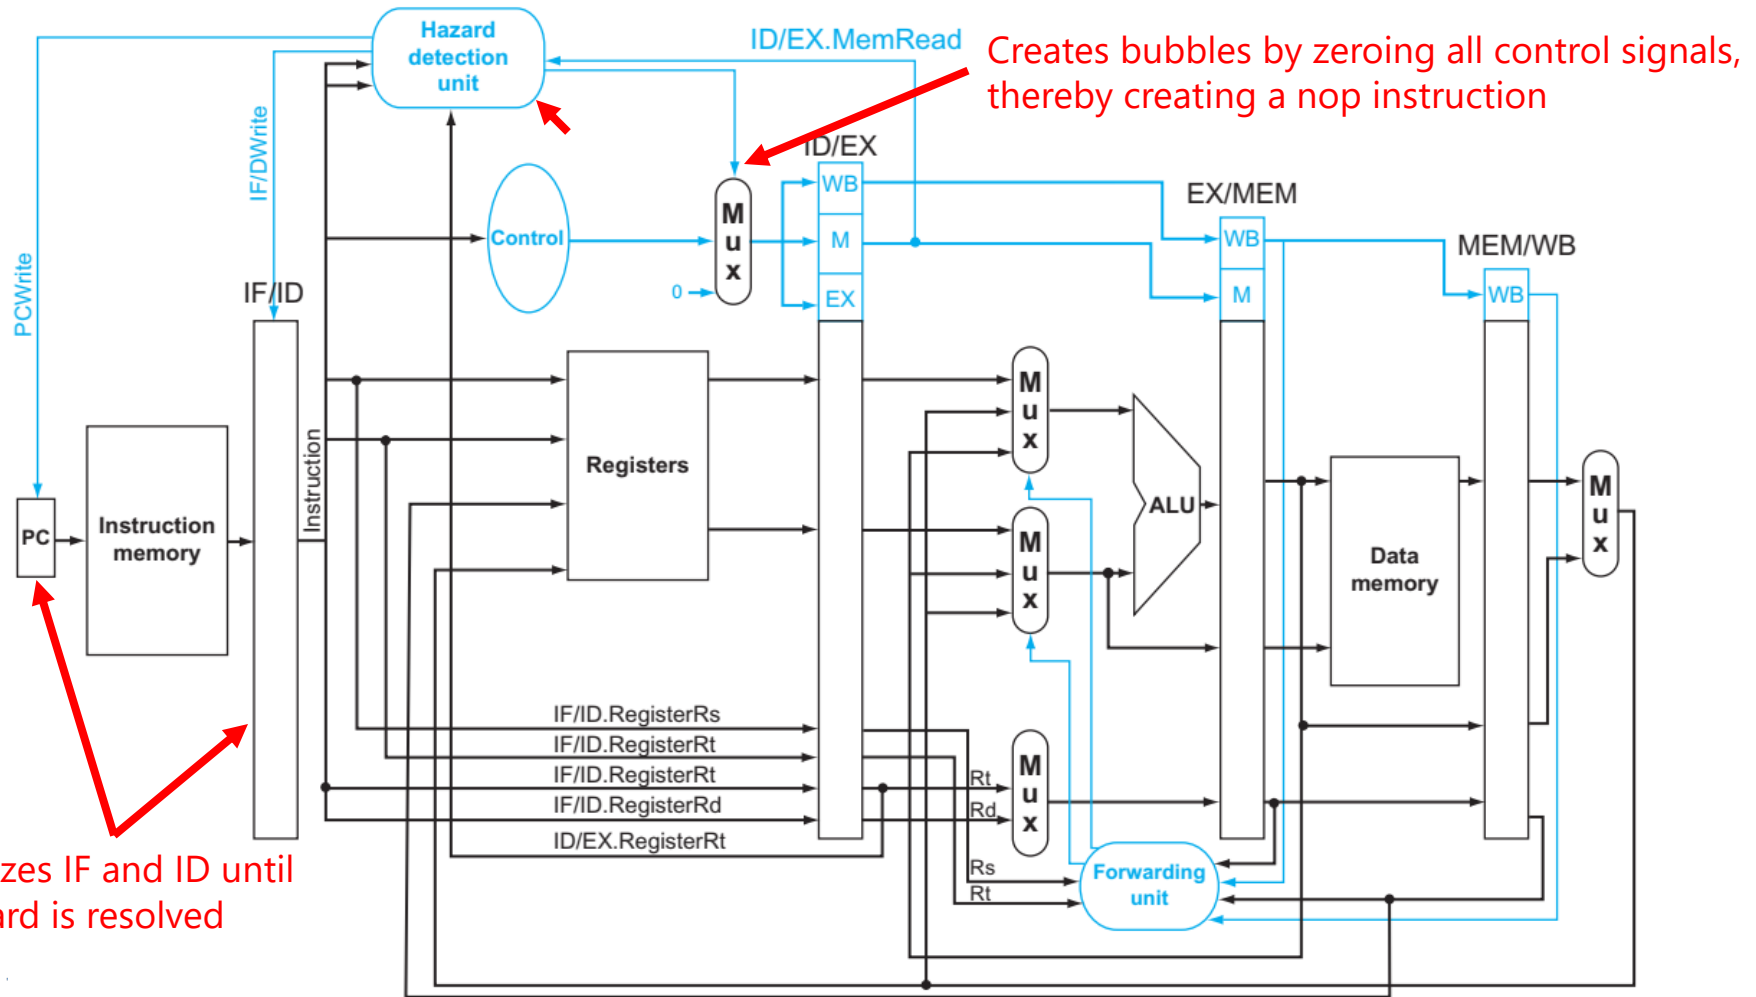 Hazard
detection
unit
ID/EX.MemRead
Creates bubbles by zeroing all control signals,
thereby creating a nop instruction
IF/DWrite
PCWrite
ID/EX
WB
M
EX
Control
M
u
x
0
EX/MEM
WB
M
MEM/WB
WB
IF/ID
Instruction
PC
Instruction
memory
Registers
M
u
x
M
u
x
ALU
Data
memory
M
u
x
IF/ID.RegisterRs
IF/ID.RegisterRt
IF/ID.RegisterRt
IF/ID.RegisterRd
ID/EX.RegisterRt
Rt
Rd
M
u
x
Rs
Rt
Forwarding
unit
zes IF and ID until
ard is resolved